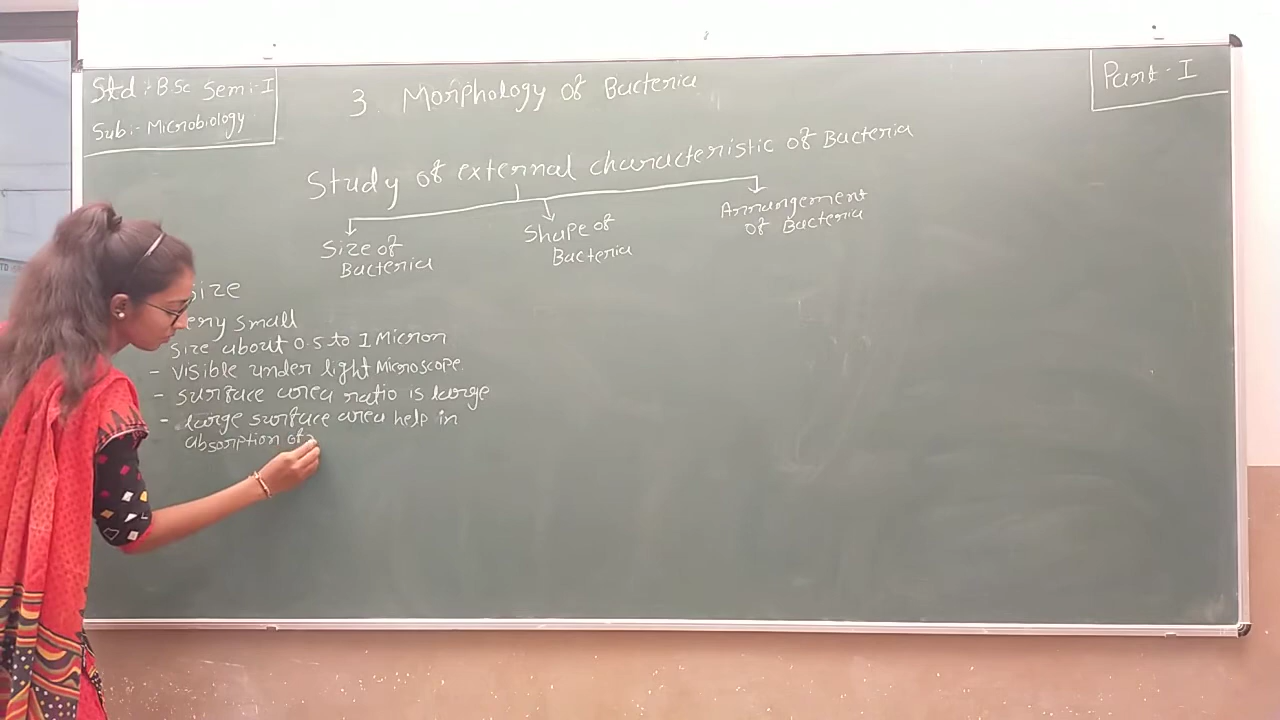 Std:- B.Sc Sem:-I
Sub:- Microbiology
3. Morphology of Bacteria
Part-I
Study of external characteristic of Bacteria
Size of
Bacteria
Shape of
Bacteria
Arrangement
of Bacteria
size
ery small
size about 0.5 to 1 Micron
- visible under light Microscope.
- surface area ratio is large
- large surface area help in
absorption of